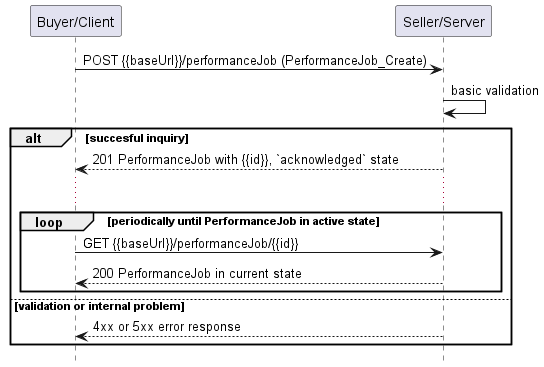 Buyer/Client
Seller/Server
POST {{baseUrl}}/performanceJob (PerformanceJob_Create)
basic validation
alt
[succesful inquiry]
201 PerformanceJob with {{id}}, `acknowledged` state
loop
[periodically until PerformanceJob in active state]
GET {{baseUrl}}/performanceJob/{{id}}
200 PerformanceJob in current state
[validation or internal problem]
4xx or 5xx error response